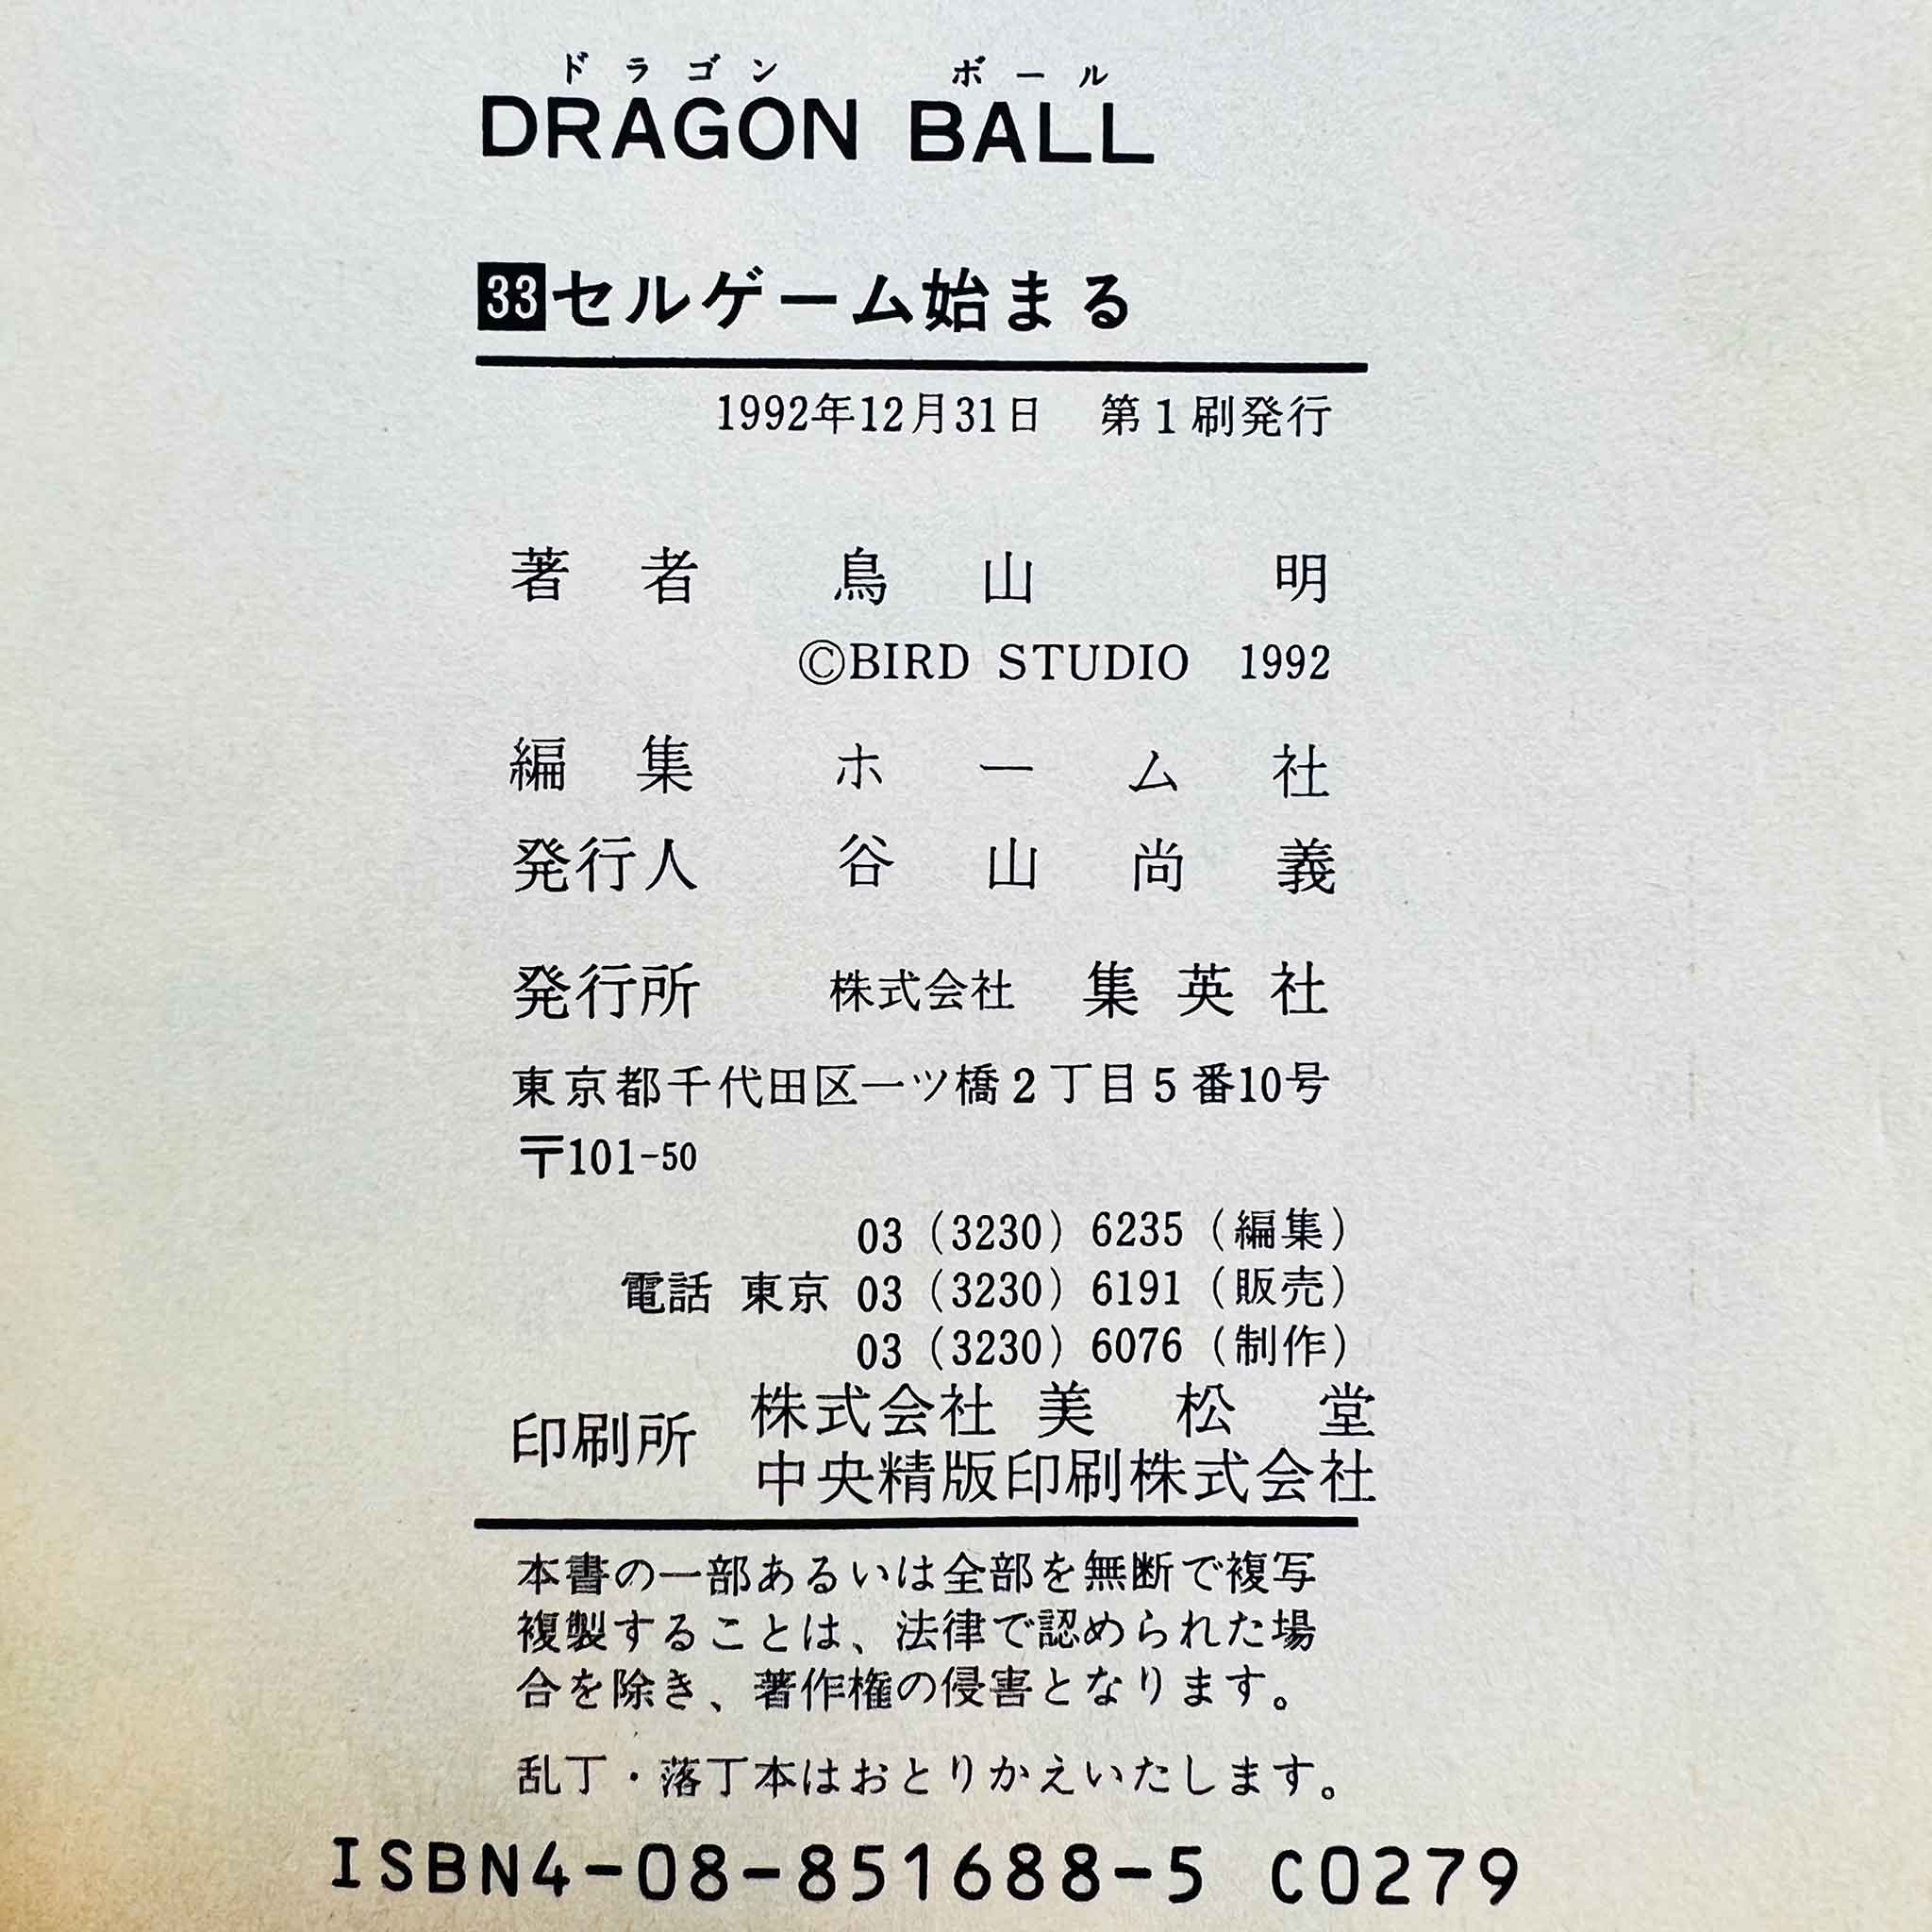 ドラゴン ボール
DRAGON BALL
33セルゲーム始まる
1992年12月31日 第1刷発行
著者 鳥山 明
©BIRD STUDIO 1992
編集 ホーム社
発行人 谷山尚義
発行所 株式会社 集英社
東京都千代田区一ツ橋2丁目5番10号
〒101-50
03(3230)6235(編集)
電話 東京 03(3230)6191(販売)
03(3230)6076(制作)
印刷所 株式会社 美松堂
中央精版印刷株式会社
本書の一部あるいは全部を無断で複写
複製することは、法律で認められた場
合を除き、著作権の侵害となります。
乱丁・落丁本はおとりかえいたします。
ISBN4-08-851688-5 C0279